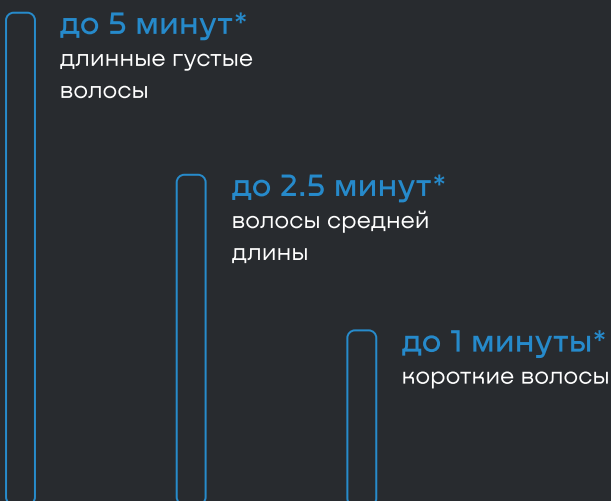 до 5 минут*
длинные густые
волосы
до 2.5 минут*
волосы средней
длины
до 1 минуты*
короткие волосы